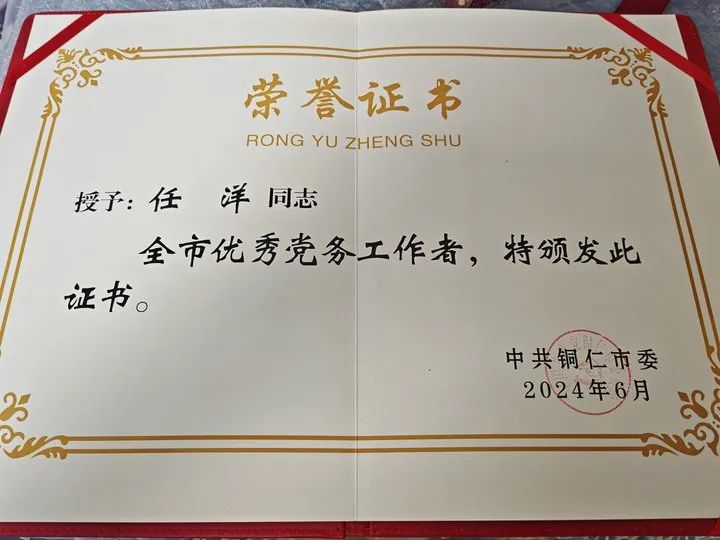 荣誉证书
RONG YU ZHENG SHU
授予：任 洋 同志
全市优秀党务工作者，特颁发此
证书。
中共铜仁市委
2024年6月